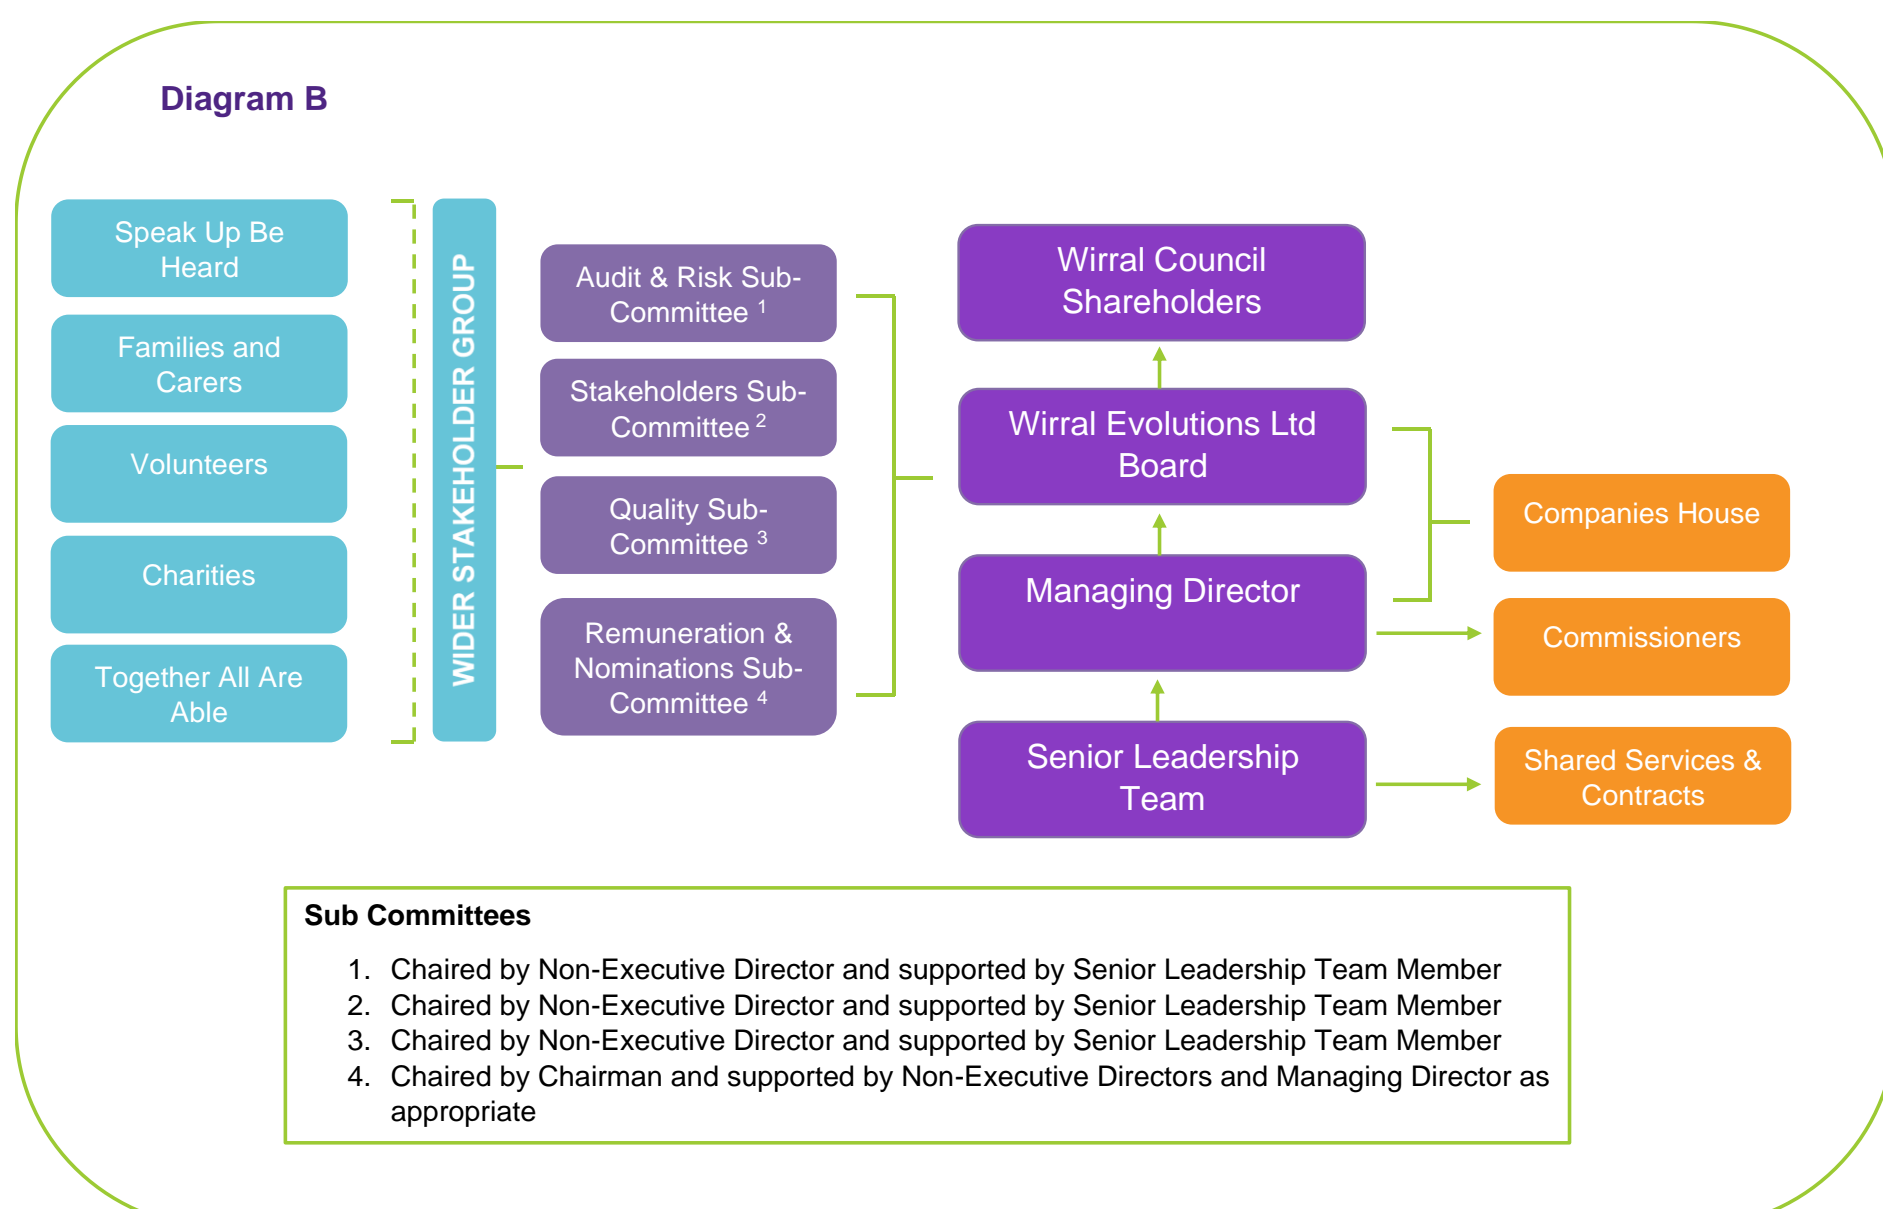 Diagram B
Speak Up Be
Heard
Families and
Carers
Volunteers
Charities
Together All Are
Able
WIDER STAKEHOLDER GROUP
Audit & Risk Sub-
Committee 1
Stakeholders Sub-
Committee 2
Quality Sub-
Committee 3
Remuneration &
Nominations Sub-
Committee 4
Wirral Council
Shareholders
Wirral Evolutions Ltd
Board
Managing Director
Senior Leadership
Team
Companies House
Commissioners
Shared Services &
Contracts
Sub Committees
1. Chaired by Non-Executive Director and supported by Senior Leadership Team Member
2. Chaired by Non-Executive Director and supported by Senior Leadership Team Member
3. Chaired by Non-Executive Director and supported by Senior Leadership Team Member
4. Chaired by Chairman and supported by Non-Executive Directors and Managing Director as
appropriate